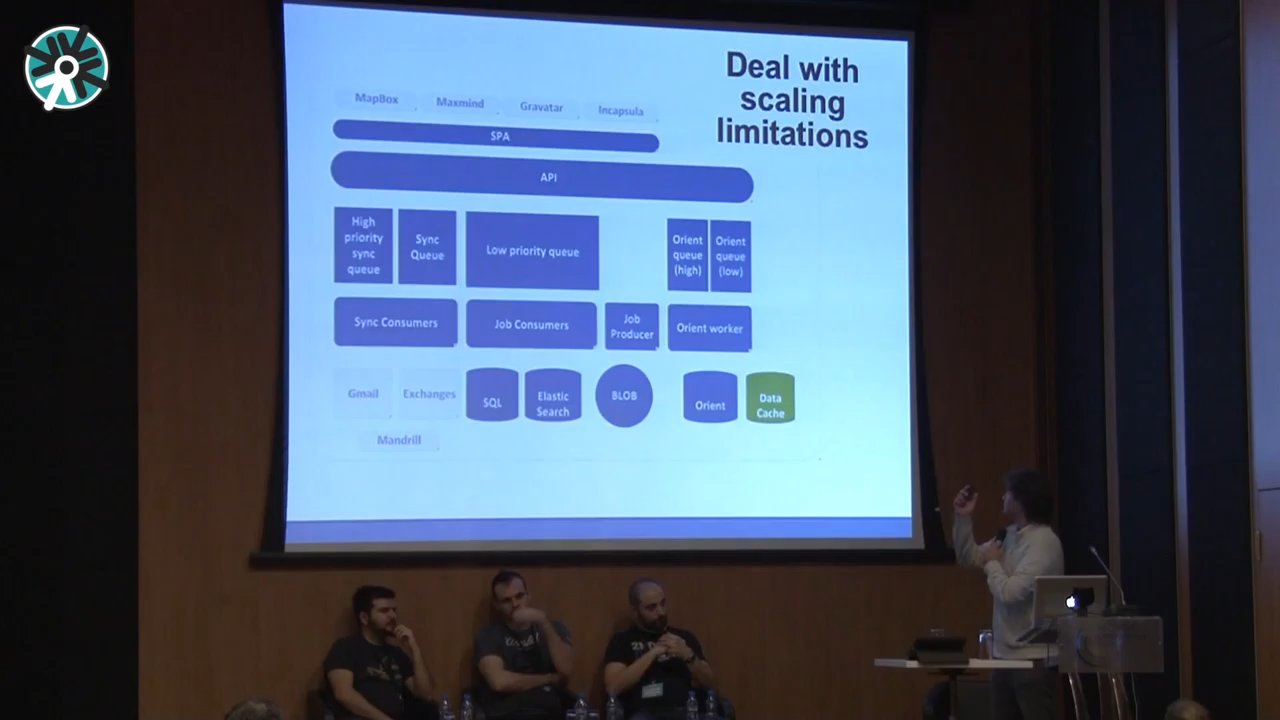 Deal with
scaling
limitations
MapBox
Maxmind
Gravatar
Incapsula
SPA
API
High
priority
sync
queue
Sync
Queue
Low priority queue
Orient
queue
(high)
Orient
queue
(low)
Sync Consumers
Job Consumers
Job
Producer
Orient worker
Gmail
Exchanges
SQL
Elastic
Search
BLOB
Orient
Data
Cache
Mandrill